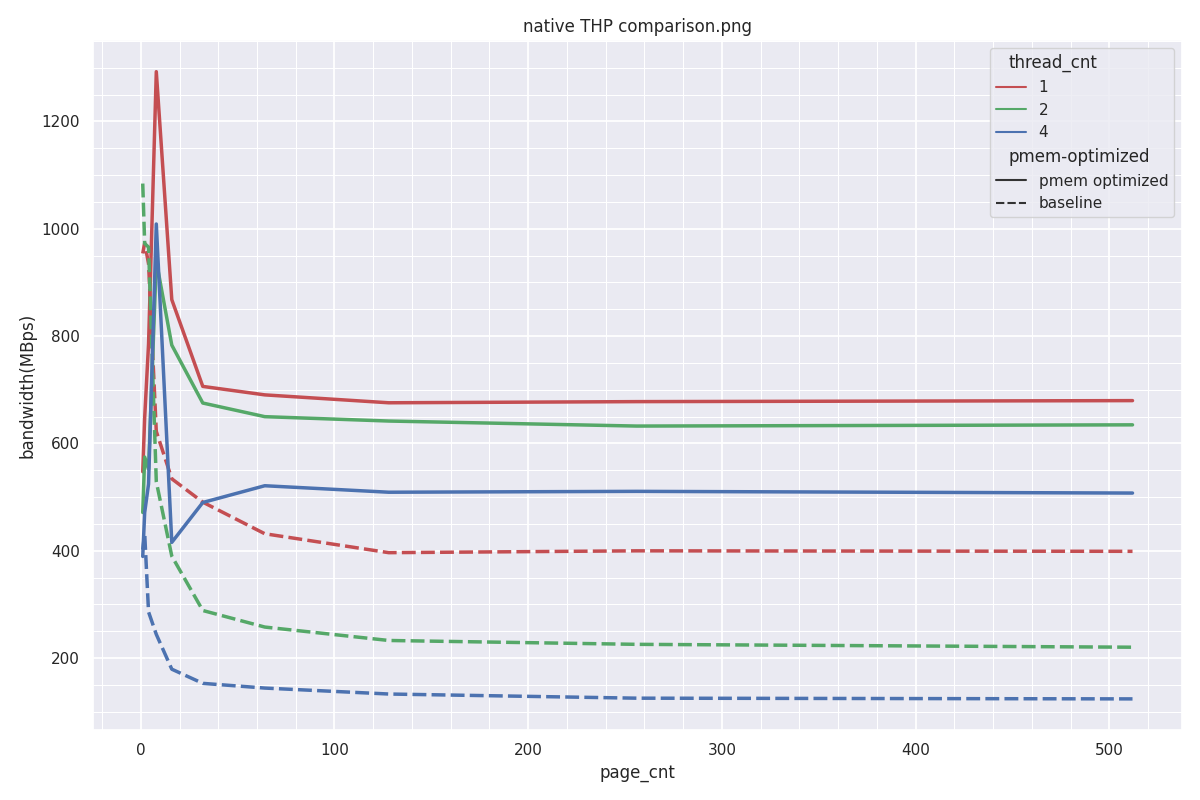 native THP comparison.png
thread_cnt
1
2
4
pmem-optimized
pmem optimized
baseline
bandwidth(MBps)
1200
1000
800
600
400
200
0 100 200 300 400 500
page_cnt